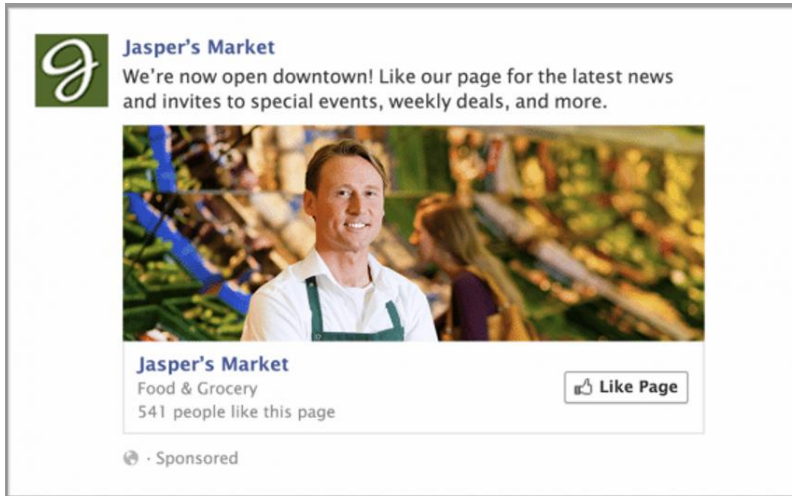 Jasper's Market
We're now open downtown! Like our page for the latest news
and invites to special events, weekly deals, and more.
Jasper's Market
Food & Grocery
541 people like this page
Like Page
· Sponsored